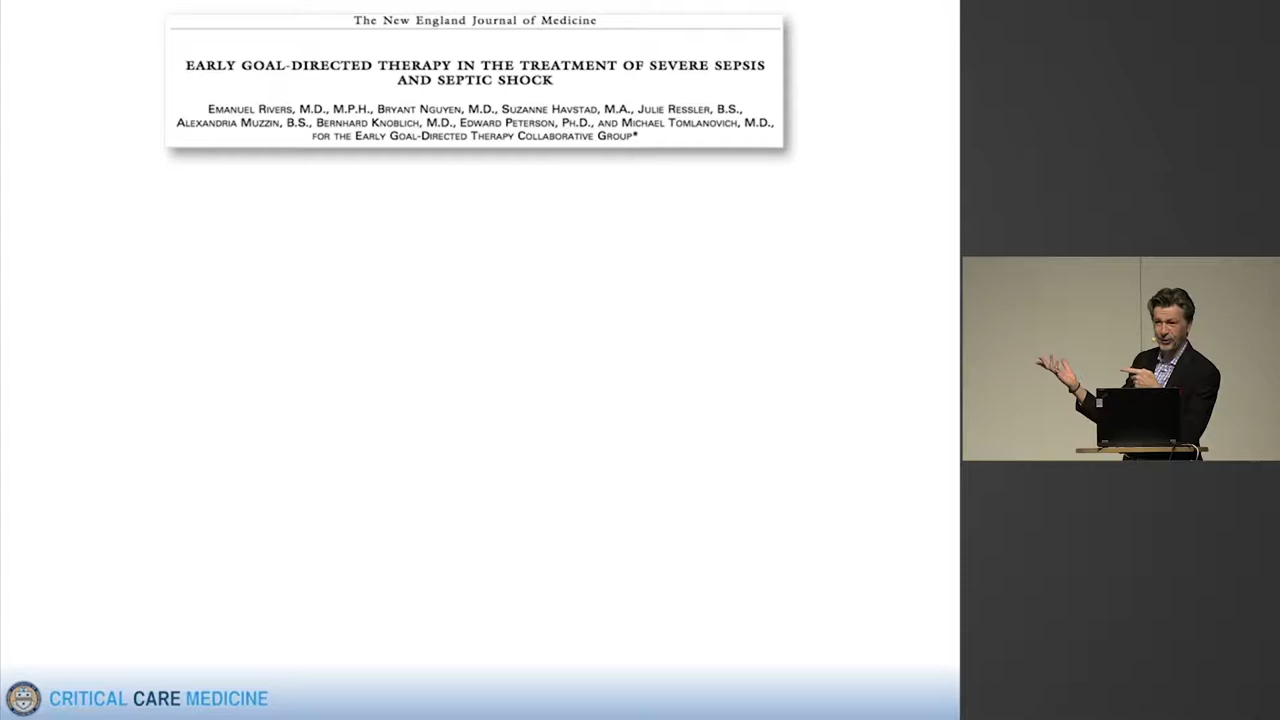 The New England Journal of Medicine
EARLY GOAL-DIRECTED THERAPY IN THE TREATMENT OF SEVERE SEPSIS
AND SEPTIC SHOCK
EMANUEL RIVERS, M.D., M.P.H., BRYANT NGUYEN, M.D., SUZANNE HAVSTAD, M.A., JULIE RESSLER, B.S.,
ALEXANDRIA MUZZIN, B.S., BERNHARD KNOBLICH, M.D., EDWARD PETERSON, PH.D., AND MICHAEL TOMLANOVICH, M.D.,
FOR THE EARLY GOAL-DIRECTED THERAPY COLLABORATIVE GROUP*
CRITICAL CARE MEDICINE